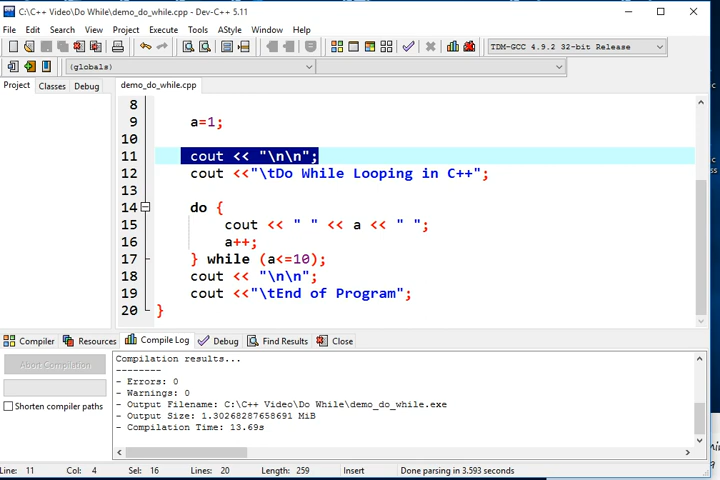 C:\C++ Video\Do While\demo_do_while.cpp - Dev-C++ 5.11
File Edit Search View Project Execute Tools AStyle Window Help
TDM-GCC 4.9.2 32-bit Release
(globals)
Project Classes Debug demo_do_while.cpp
8
9 a=1;
10
11 cout << "\n\n";
12 cout <<"\tDo While Looping in C++";
13
14 do {
15 cout << " " << a << " ";
16 a++;
17 } while (a<=10);
18 cout << "\n\n";
19 cout <<"\tEnd of Program";
20 }
Compiler Resources Compile Log Debug Find Results Close
Abort Compilation
Shorten compiler paths
Compilation results...
--------
- Errors: 0
- Warnings: 0
- Output Filename: C:\C++ Video\Do While\demo_do_while.exe
- Output Size: 1.30268287658691 MiB
- Compilation Time: 13.69s
Line: 11 Col: 4 Sel: 16 Lines: 20 Length: 259 Insert Done parsing in 3.593 seconds